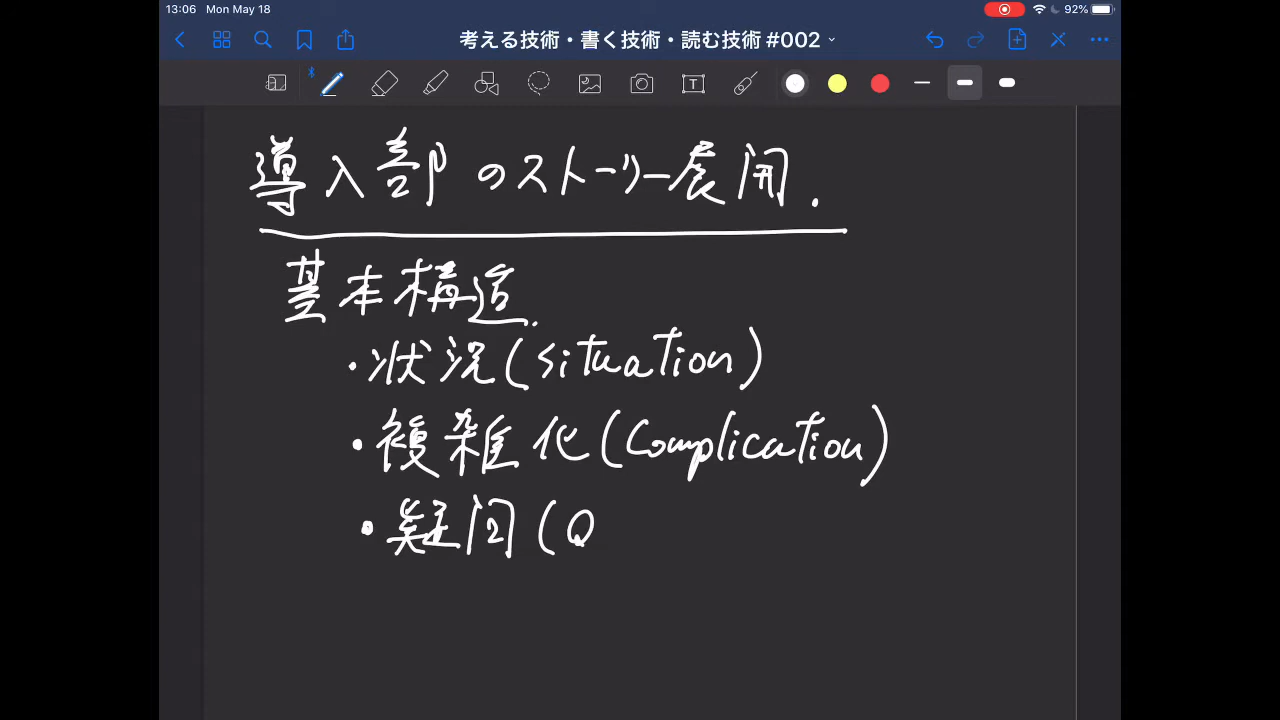 13:06 Mon May 18 92%
考える技術・書く技術・読む技術 #002
T
導入部のストーリー展開.
基本構造.
・状況(Situation)
・複雑化(Complication)
・疑問(Q